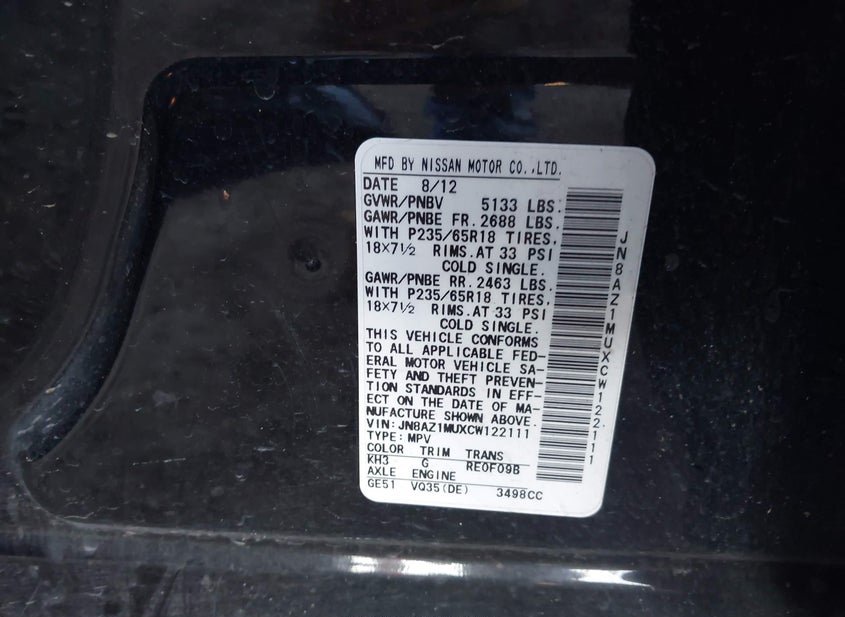 MFD BY NISSAN MOTOR CO.,LTD.
DATE 8/12
GVWR/PNBV 5133 LBS.
GAWR/PNBE FR.2688 LBS.
WITH P235/65R18 TIRES,
18×7½ RIMS.AT 33 PSI
COLD SINGLE.
GAWR/PNBE RR.2463 LBS.
WITH P235/65R18 TIRES,
18×7½ RIMS.AT 33 PSI
COLD SINGLE.
THIS VEHICLE CONFORMS
TO ALL APPLICABLE FED-
ERAL MOTOR VEHICLE SA-
FETY AND THEFT PREVEN-
TION STANDARDS IN EFF-
ECT ON THE DATE OF MA-
NUFACTURE SHOWN ABOVE.
VIN:JN8AZ1MUXCW122111
TYPE:MPV
COLOR TRIM TRANS
KH3 G RE0F09B
AXLE ENGINE
GE51 VQ35(DE) 3498CC
JN8AZ1MUXCW122111